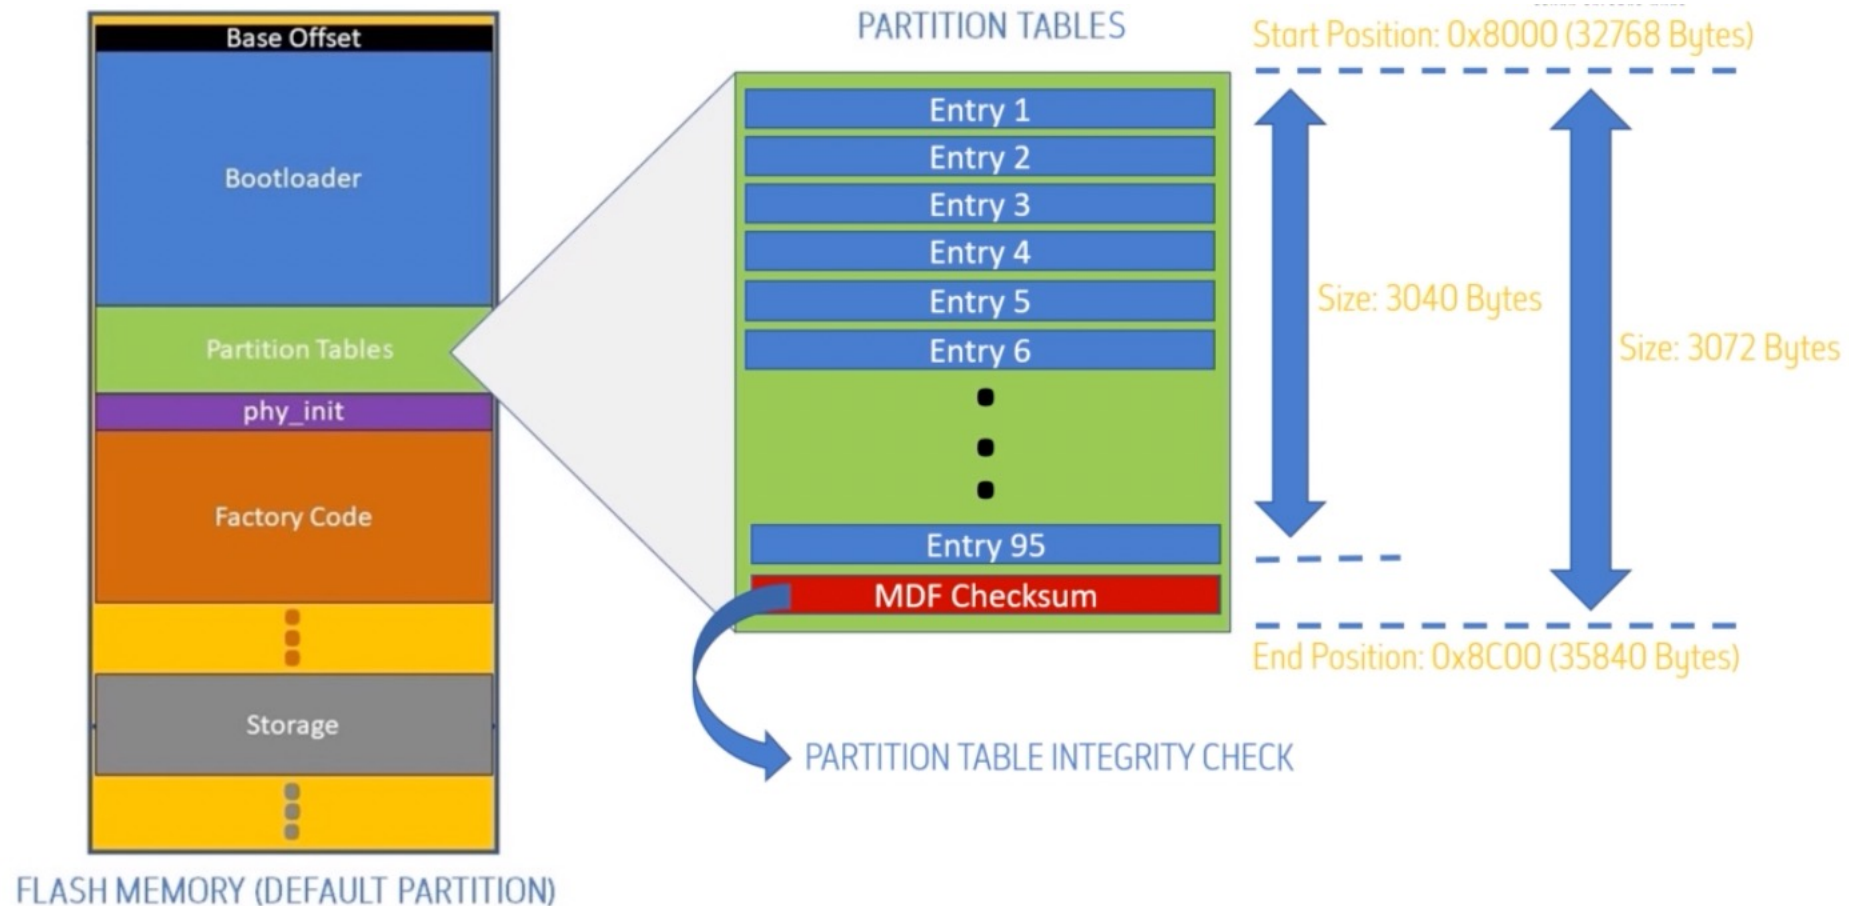 Base Offset
Bootloader
Partition Tables
phy_init
Factory Code
Storage
FLASH MEMORY (DEFAULT PARTITION)
PARTITION TABLES
Entry 1
Entry 2
Entry 3
Entry 4
Entry 5
Entry 6
Entry 95
MDF Checksum
PARTITION TABLE INTEGRITY CHECK
Start Position: 0x8000 (32768 Bytes)
Size: 3040 Bytes
Size: 3072 Bytes
End Position: 0x8C00 (35840 Bytes)